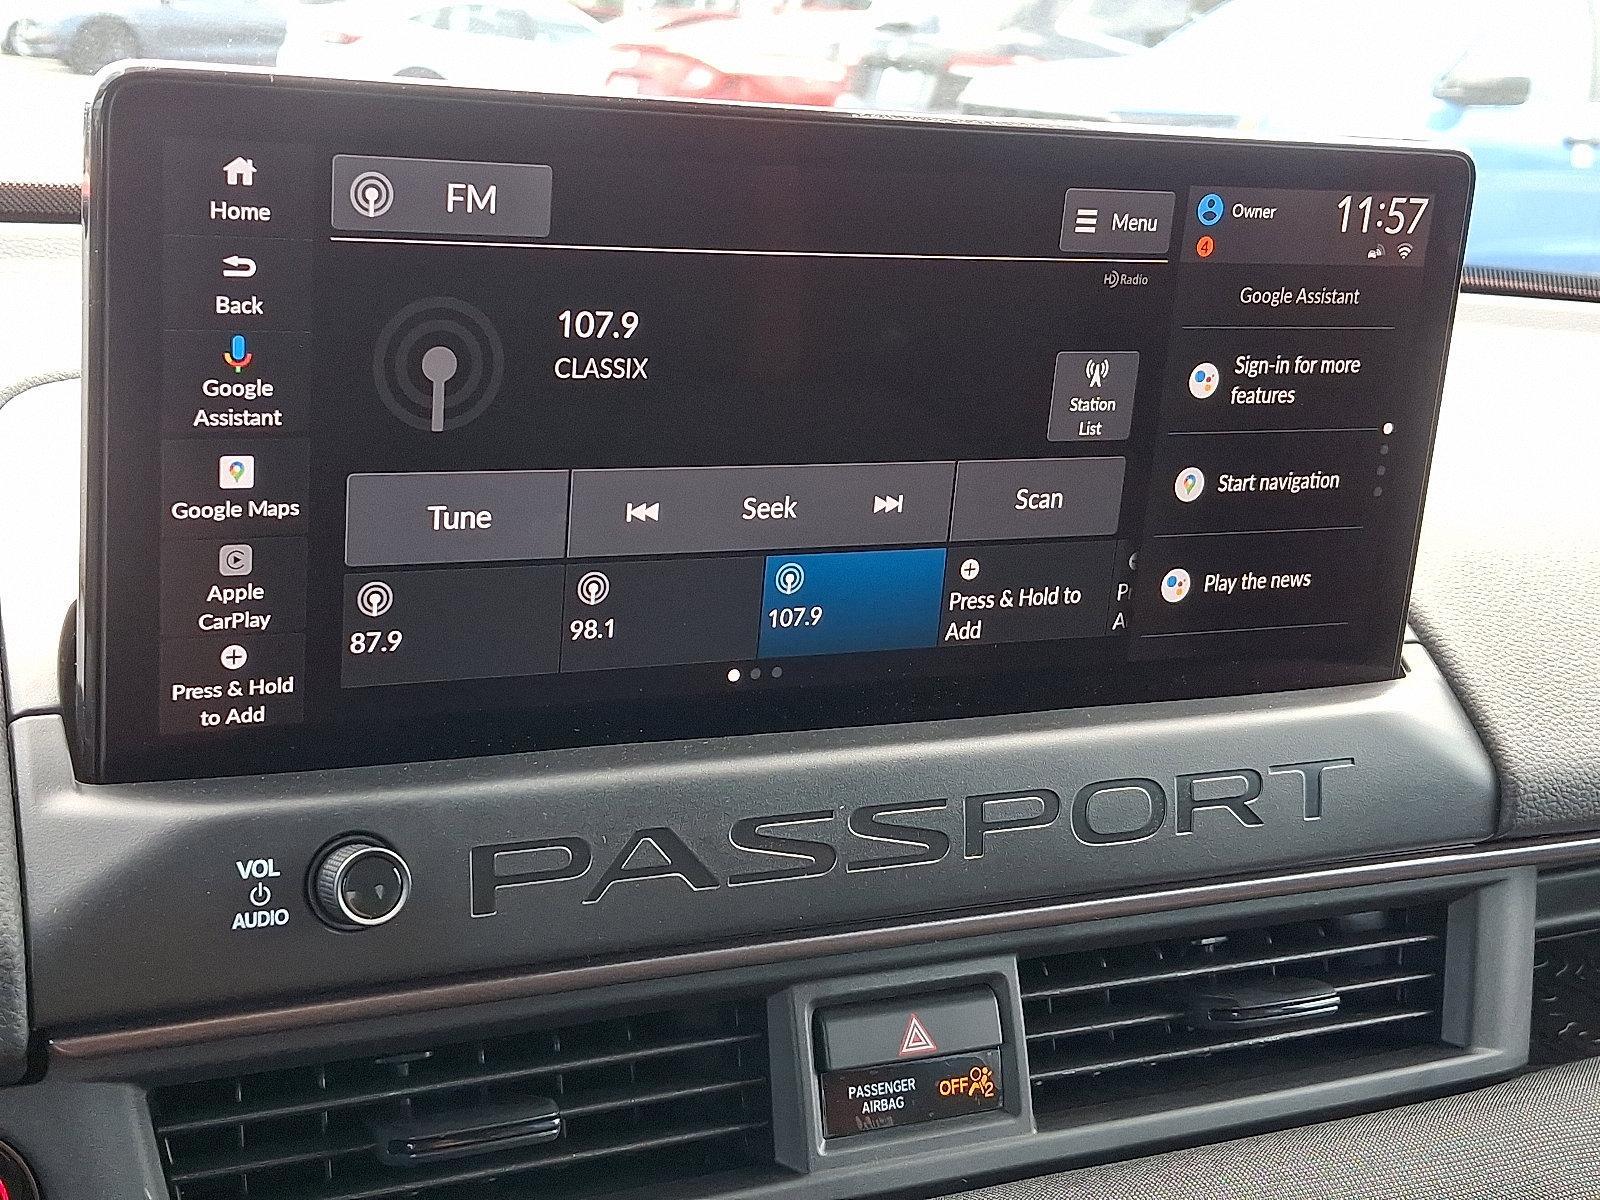 Home
Back
Google
Assistant
Google Maps
Apple
CarPlay
Press & Hold
to Add
FM
Menu
HD Radio
107.9
CLASSIX
Station
List
Tune
Seek
Scan
87.9
98.1
107.9
Press & Hold to
Add
P
A
Owner
11:57
4
Google Assistant
Sign-in for more
features
Start navigation
Play the news
PASSPORT
VOL
AUDIO
PASSENGER
AIRBAG
OFF
2